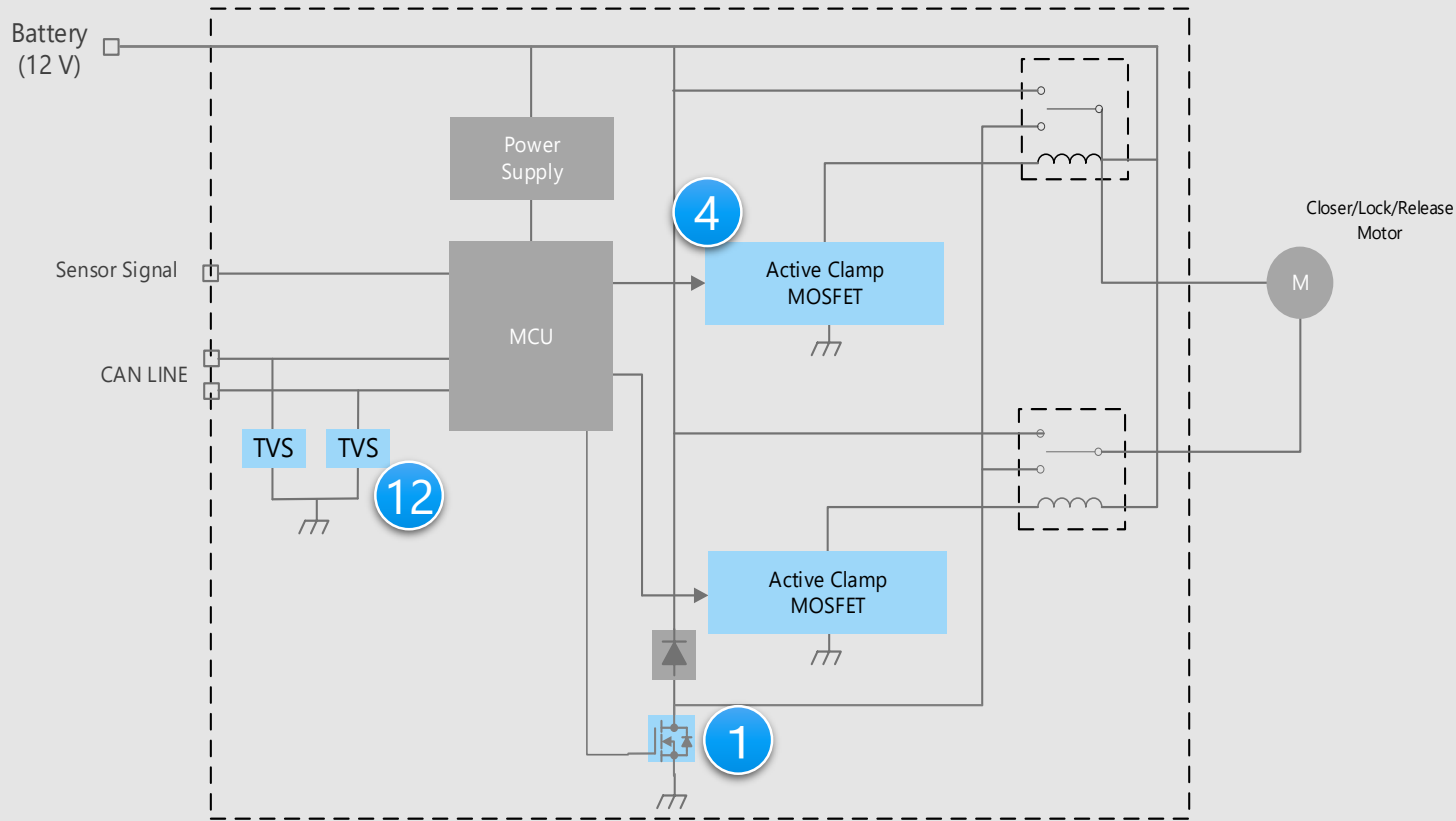 Battery
(12 V)
Power
Supply
4
Closer/Lock/Release
Motor
Sensor Signal
Active Clamp
MOSFET
M
MCU
CAN LINE
TVS
TVS
12
Active Clamp
MOSFET
1